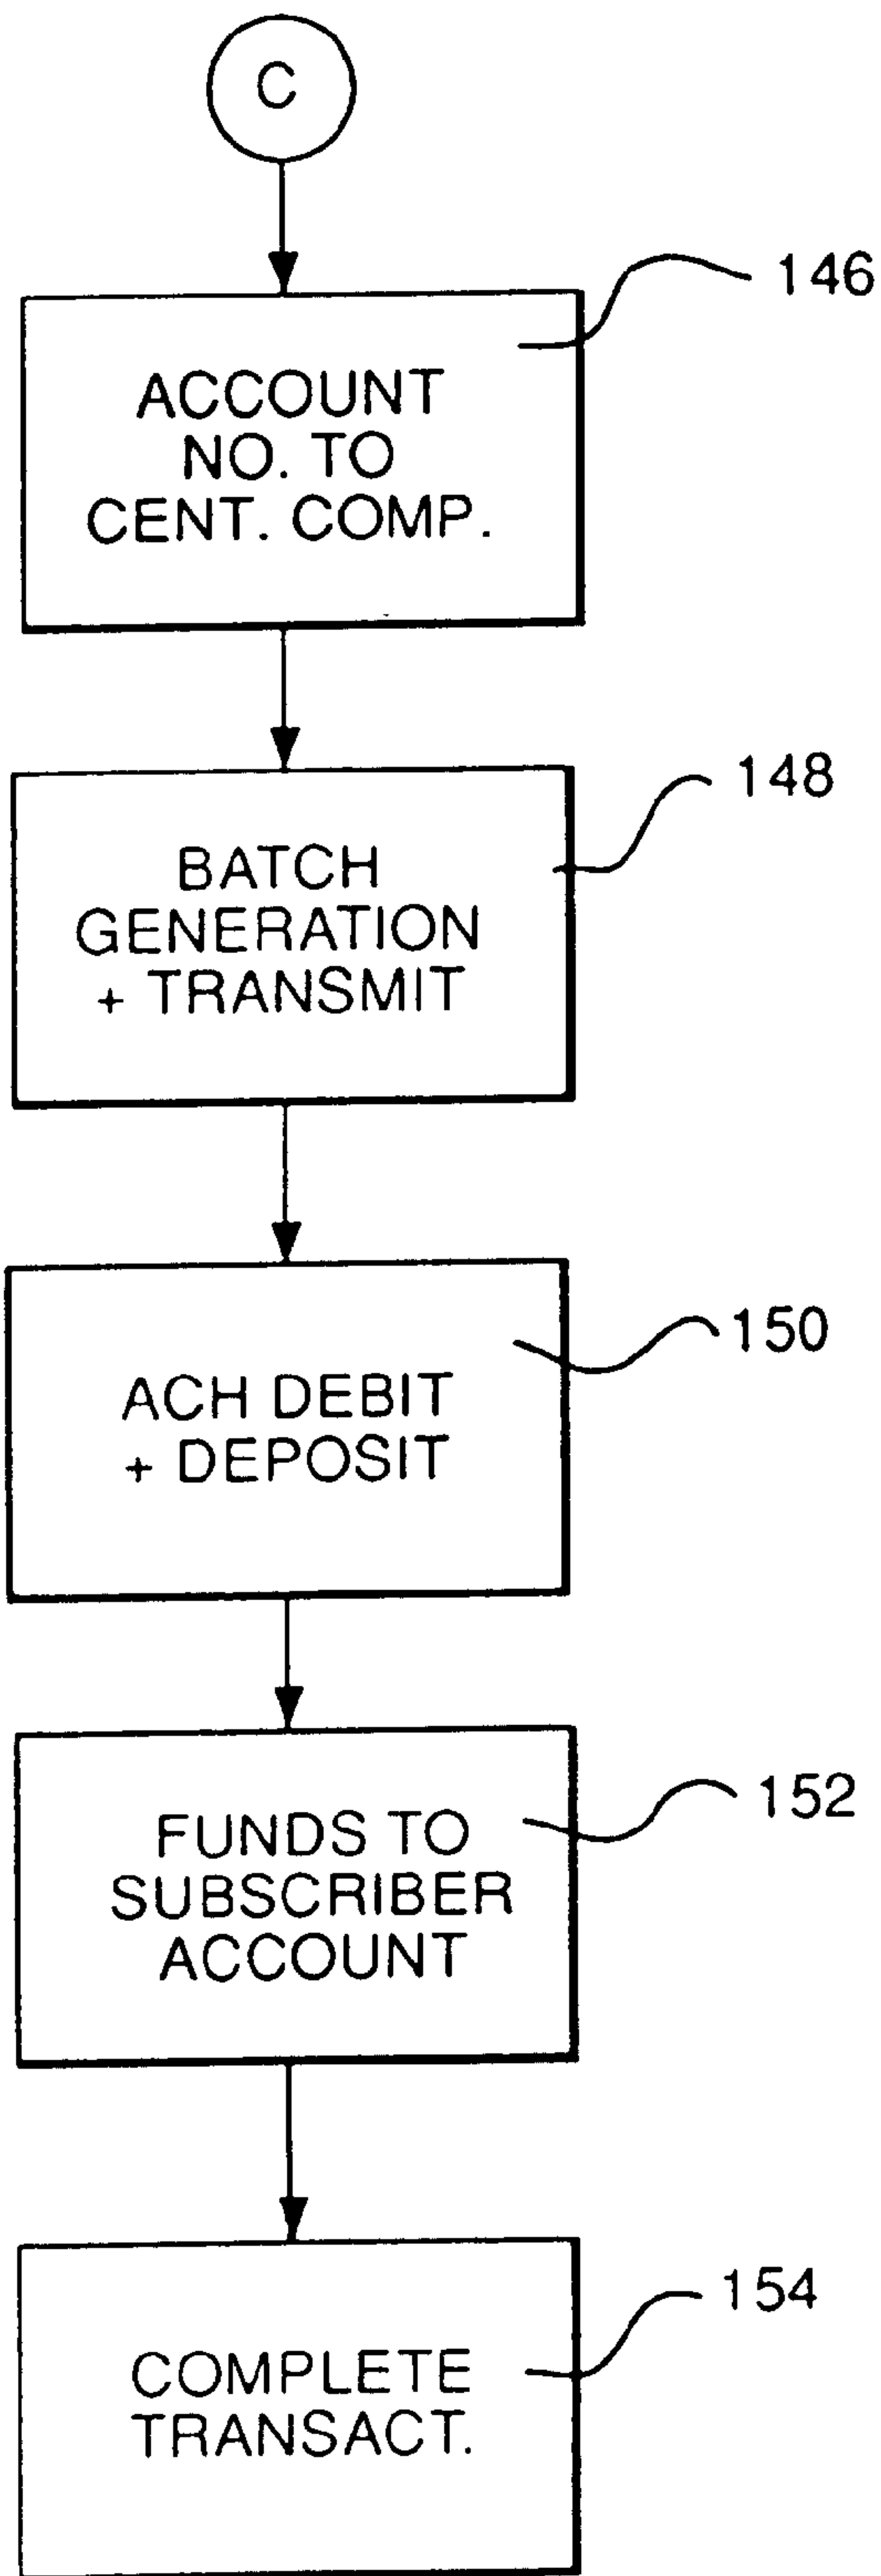 C
146
ACCOUNT
NO. TO
CENT. COMP.
148
BATCH
GENERATION
+ TRANSMIT
150
ACH DEBIT
+ DEPOSIT
152
FUNDS TO
SUBSCRIBER
ACCOUNT
154
COMPLETE
TRANSACT.